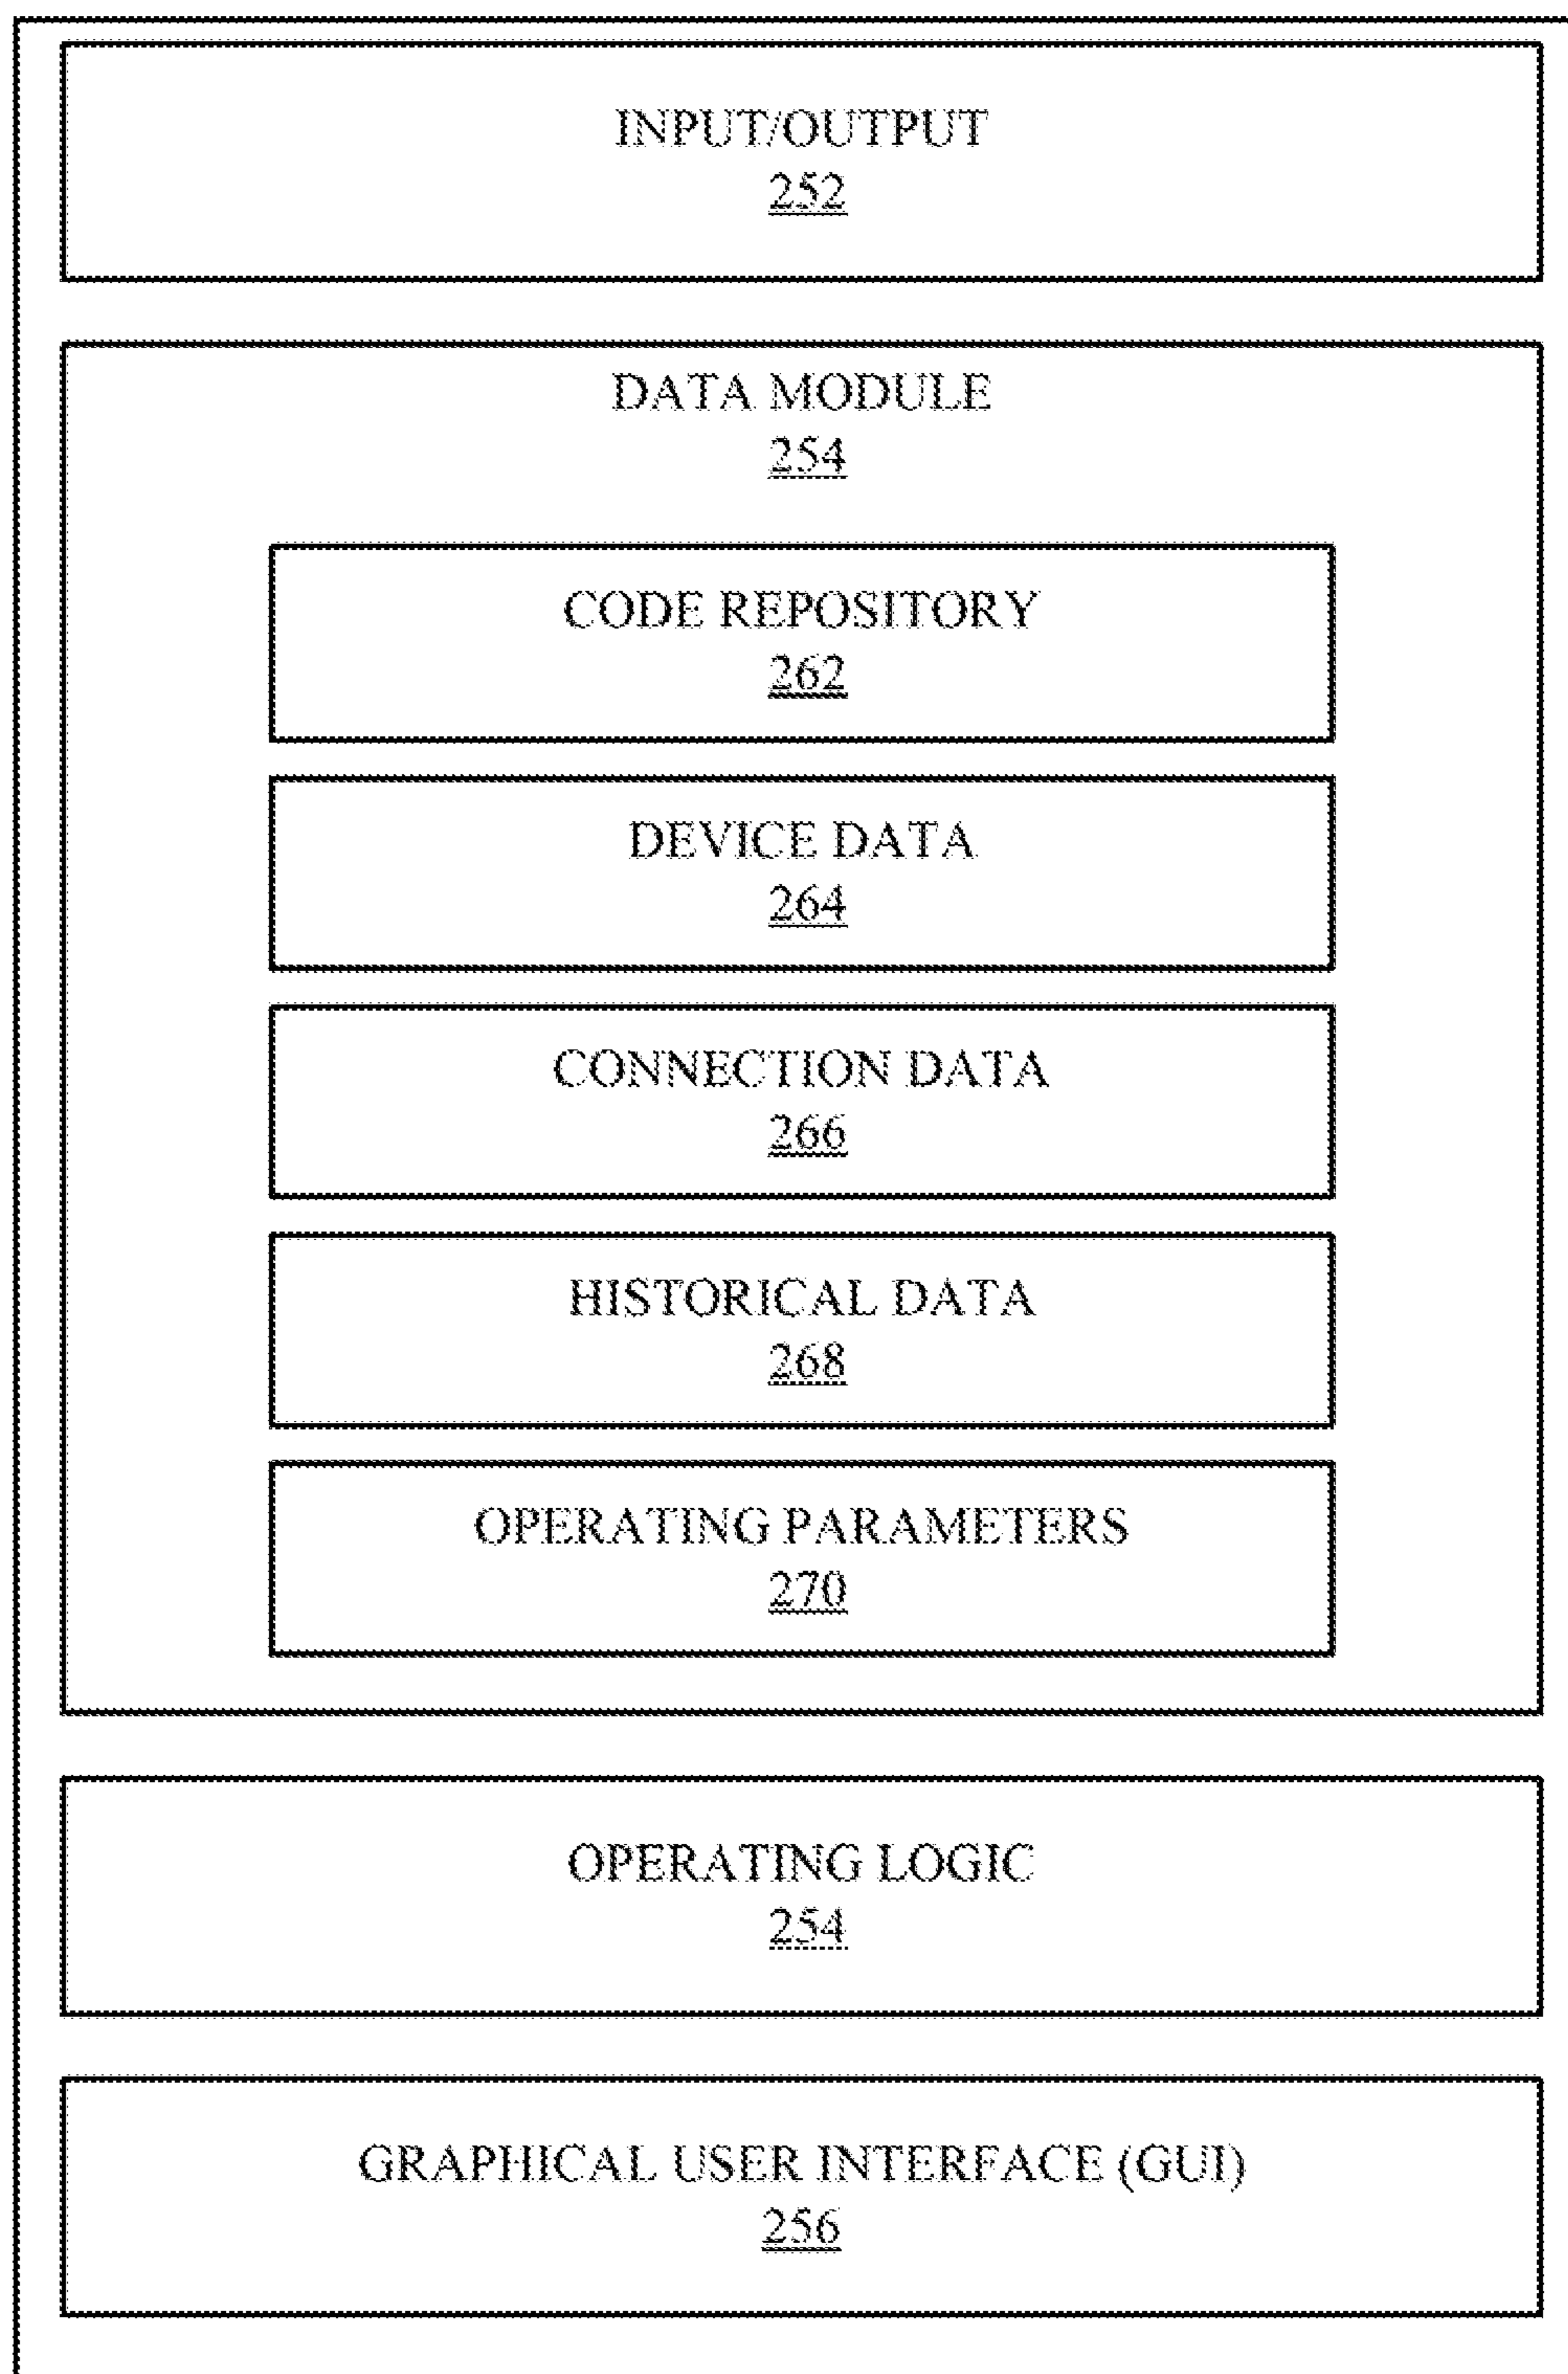 INPUT/OUTPUT
252
DATA MODULE
254
CODE REPOSITORY
262
DEVICE DATA
264
CONNECTION DATA
266
HISTORICAL DATA
268
OPERATING PARAMETERS
270
OPERATING LOGIC
254
GRAPHICAL USER INTERFACE (GUI)
256